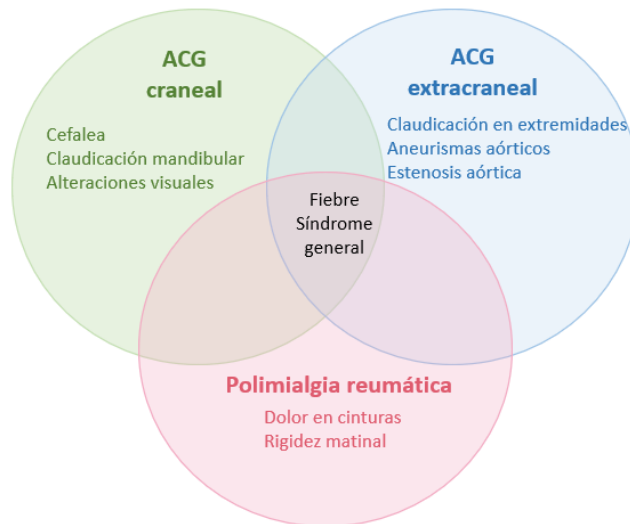 ACG
craneal
Cefalea
Claudicación mandibular
Alteraciones visuales
ACG
extracraneal
Claudicación en extremidades
Aneurismas aórticos
Estenosis aórtica
Fiebre
Síndrome
general
Polimialgia reumática
Dolor en cinturas
Rigidez matinal